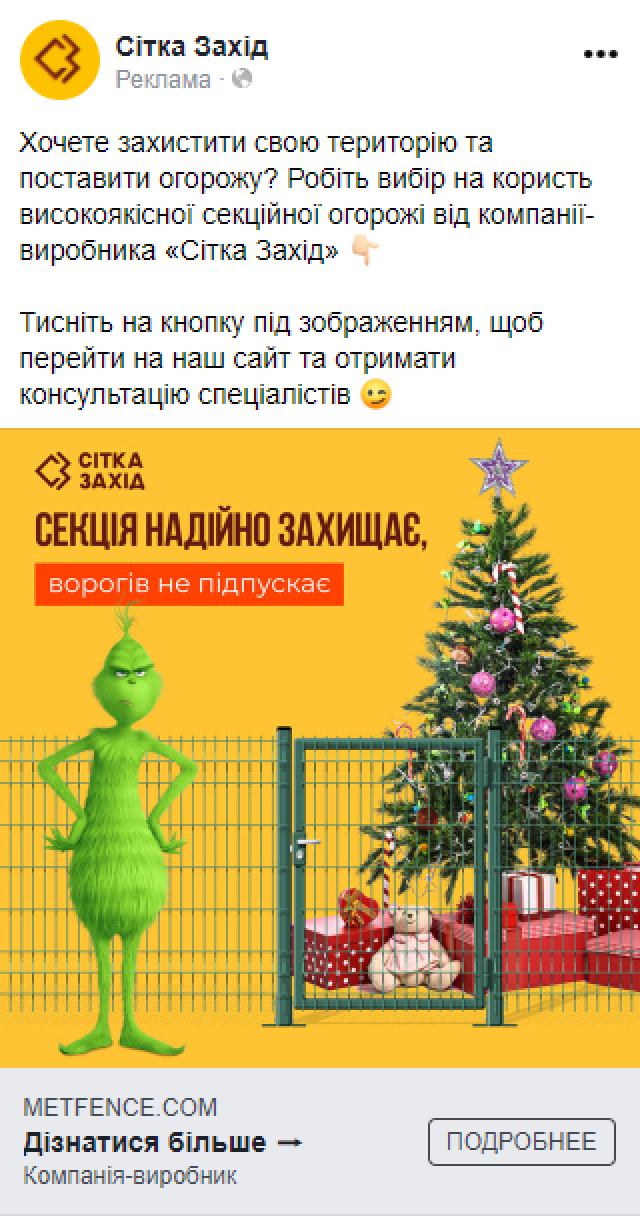 Сітка Захід
Реклама ·
Хочете захистити свою територію та
поставити огорожу? Робіть вибір на користь
високоякісної секційної огорожі від компанії-
виробника «Сітка Захід» 👇🏻
Тисніть на кнопку під зображенням, щоб
перейти на наш сайт та отримати
консультацію спеціалістів 😉
СІТКА
ЗАХІД
СЕКЦІЯ НАДІЙНО ЗАХИЩАЄ,
ворогів не підпускає
METFENCE.COM
Дізнатися більше →
Компанія-виробник
ПОДРОБНЕЕ